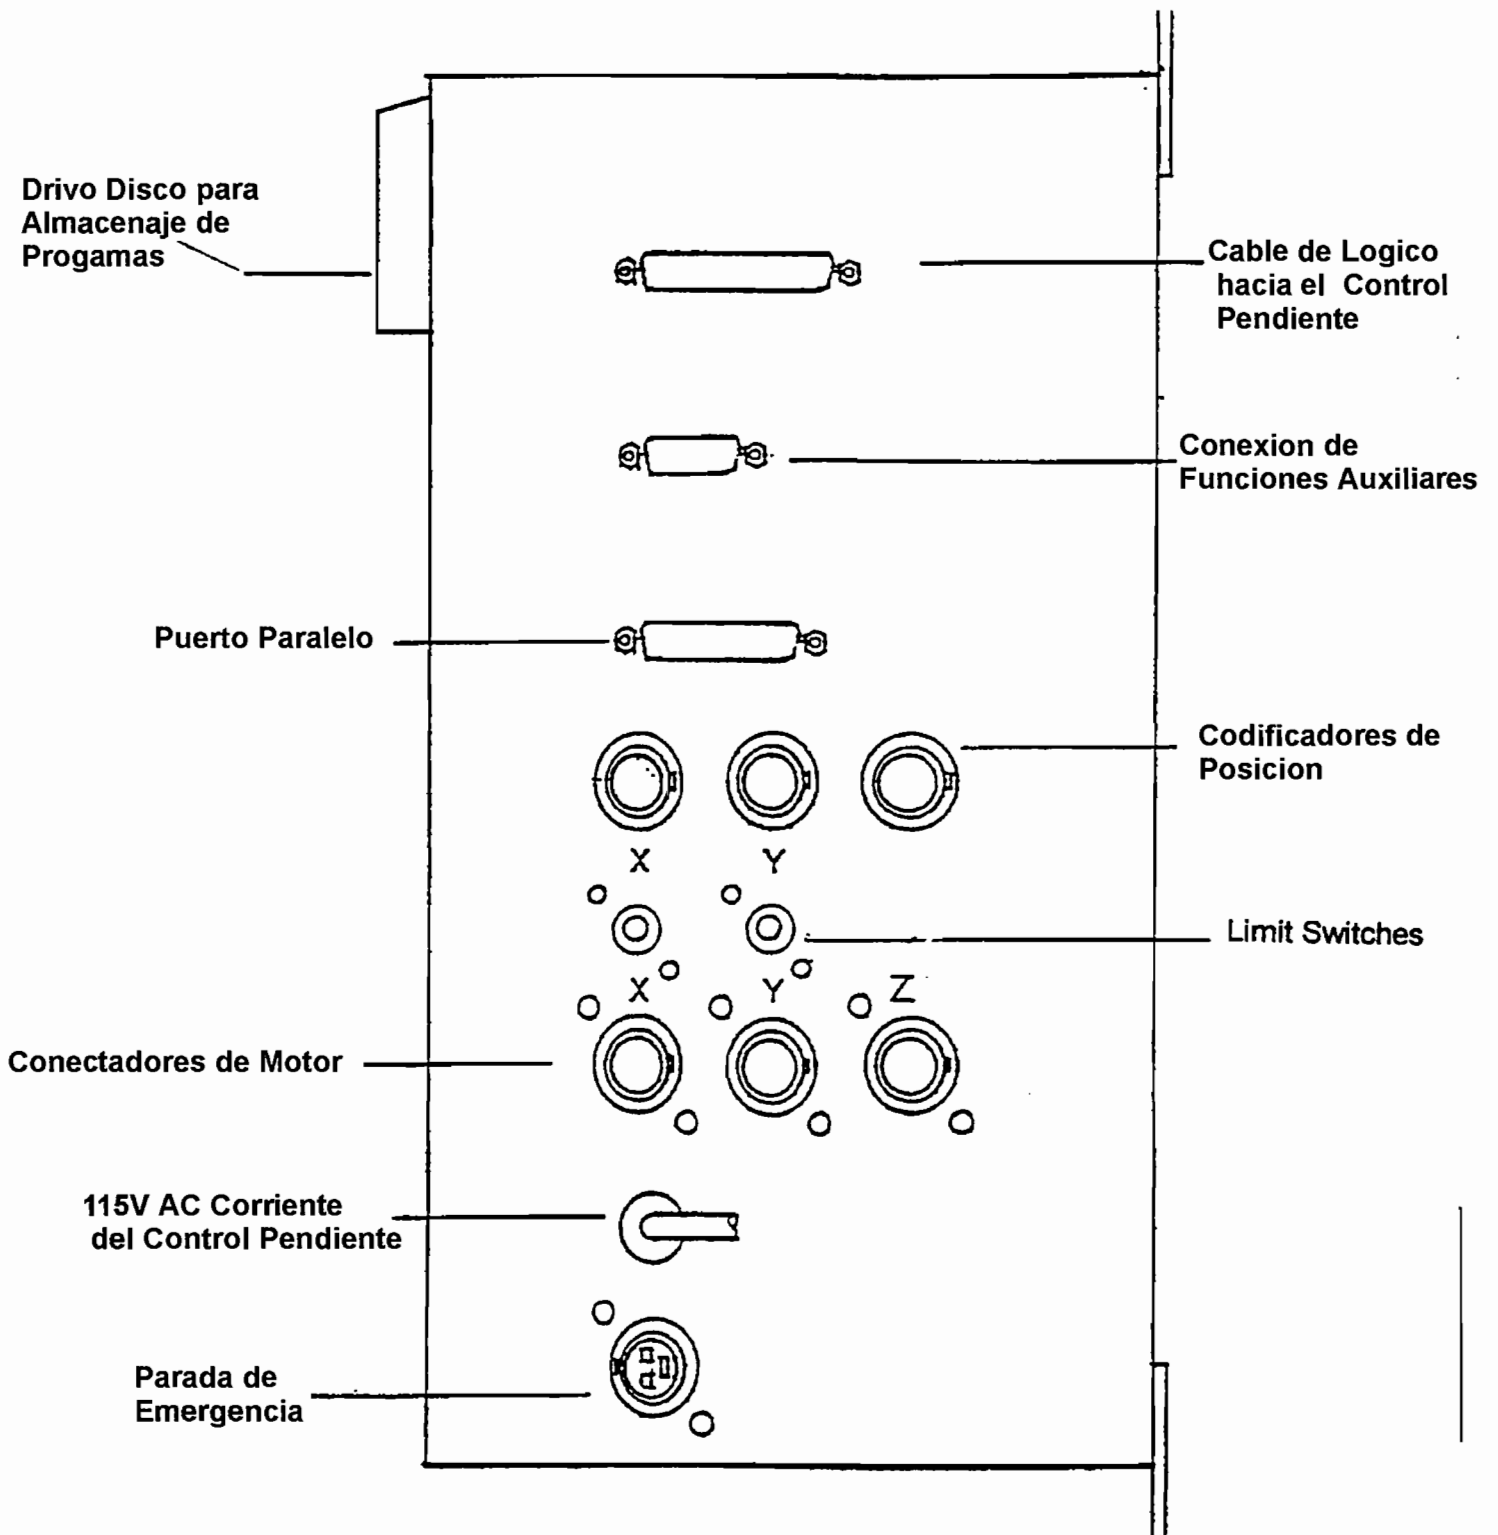 Drivo Disco para
Almacenaje de
Progamas
Cable de Logico
hacia el Control
Pendiente
Conexion de
Funciones Auxiliares
Puerto Paralelo
Codificadores de
Posicion
X Y
Limit Switches
X Y Z
Conectadores de Motor
115V AC Corriente
del Control Pendiente
Parada de
Emergencia